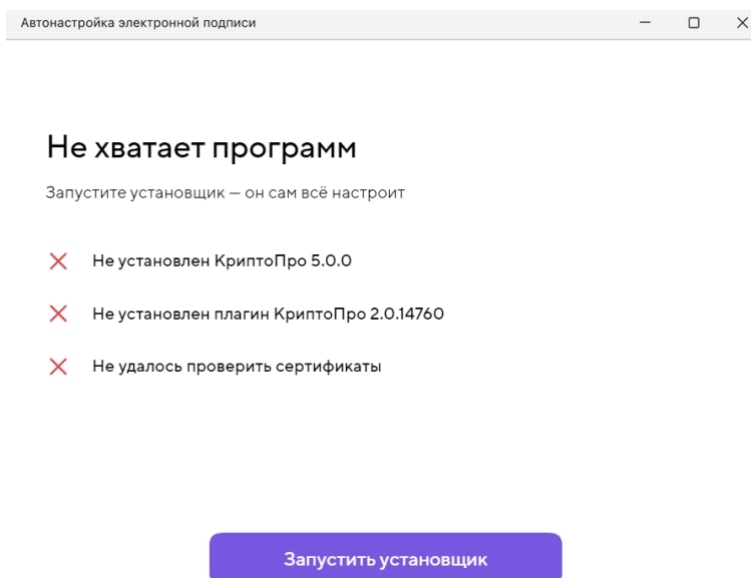 Автонастройка электронной подписи
Не хватает программ
Запустите установщик — он сам всё настроит
Не установлен КриптоПро 5.0.0
Не установлен плагин КриптоПро 2.0.14760
Не удалось проверить сертификаты
Запустить установщик